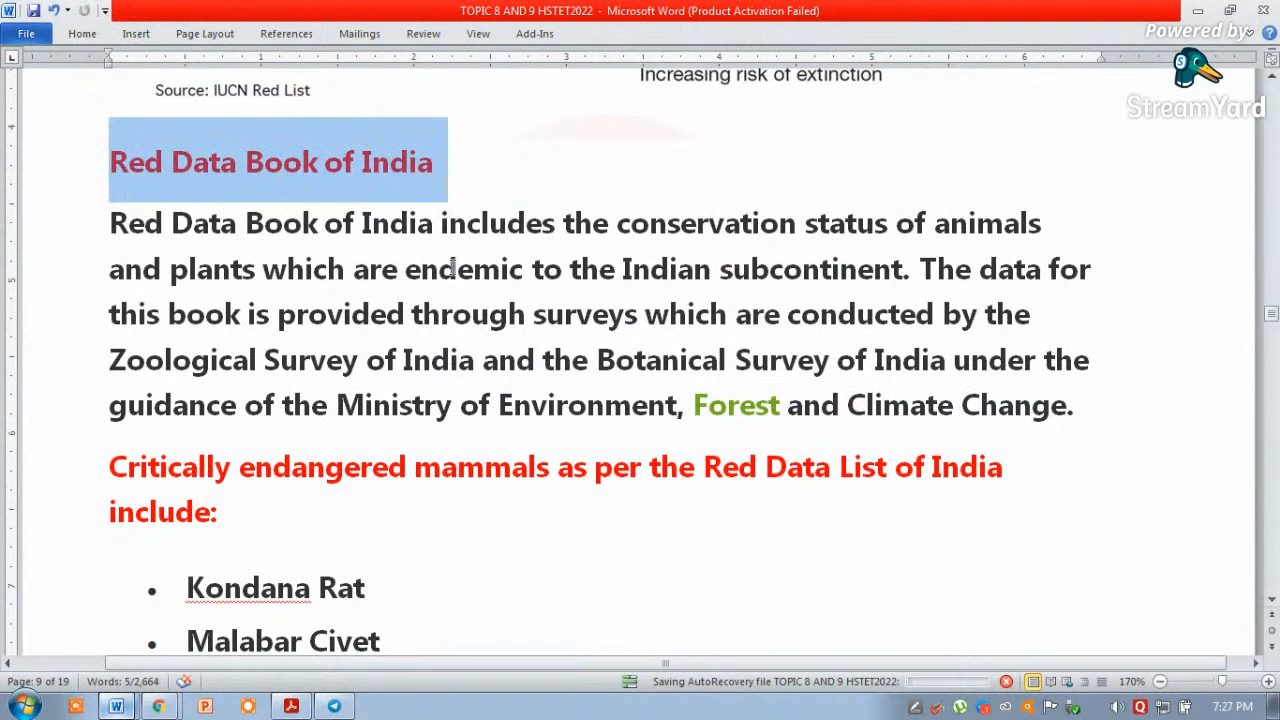 TOPIC 8 AND 9 HSTET2022 - Microsoft Word (Product Activation Failed)
File Home Insert Page Layout References Mailings Review View Add-Ins
Powered by
StreamYard
1 2 3 4 5 6
Increasing risk of extinction
Source: IUCN Red List
Red Data Book of India
Red Data Book of India includes the conservation status of animals
and plants which are endemic to the Indian subcontinent. The data for
this book is provided through surveys which are conducted by the
Zoological Survey of India and the Botanical Survey of India under the
guidance of the Ministry of Environment, Forest and Climate Change.
Critically endangered mammals as per the Red Data List of India
include:
• Kondana Rat
• Malabar Civet
Page: 9 of 19 Words: 5/2,664 Saving AutoRecovery file TOPIC 8 AND 9 HSTET2022: 170%
7:27 PM